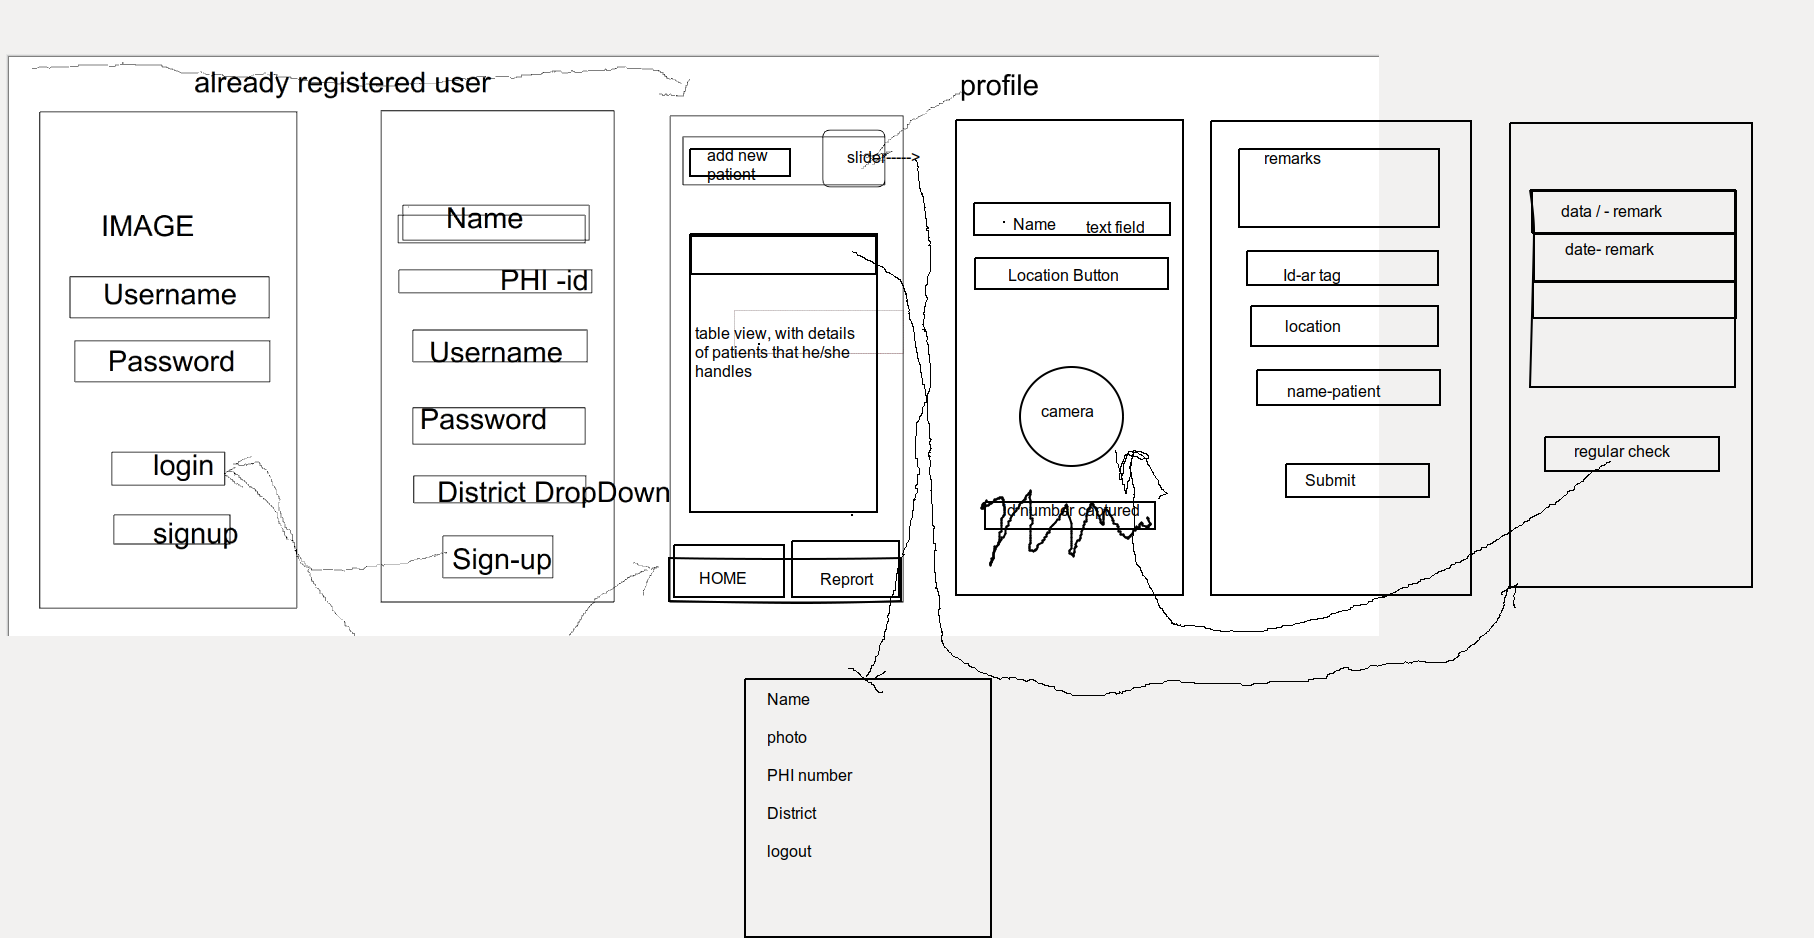 already registered user
profile
IMAGE
Username
Password
login
signup
Name
PHI -id
Username
Password
District DropDown
Sign-up
add new
patient
slider----->
table view, with details
of patients that he/she
handles
HOME
Reprort
Name text field
Location Button
camera
d number captured
remarks
Id-ar tag
location
name-patient
Submit
data / - remark
date- remark
regular check
Name
photo
PHI number
District
logout